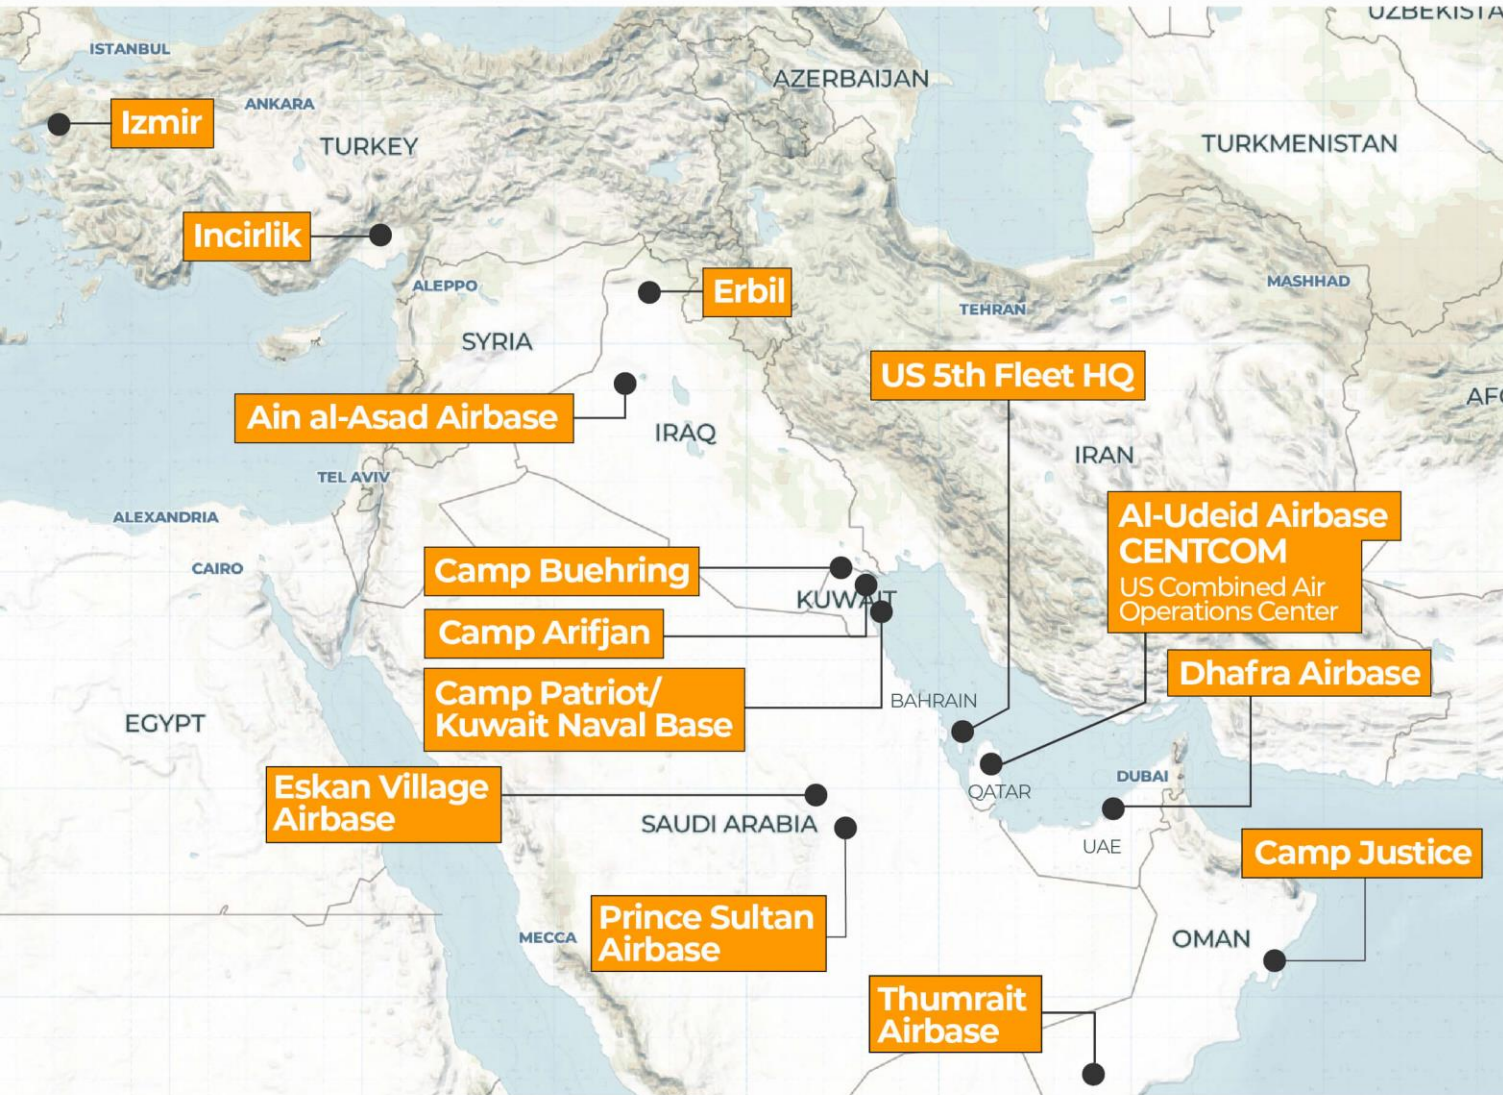 UZBEKISTA
ISTANBUL
AZERBAIJAN
ANKARA
Izmir
TURKEY
TURKMENISTAN
Incirlik
ALEPPO
Erbil
MASHHAD
TEHRAN
SYRIA
US 5th Fleet HQ
AFG
Ain al-Asad Airbase
IRAQ
IRAN
TEL AVIV
ALEXANDRIA
Al-Udeid Airbase
CENTCOM
US Combined Air
Operations Center
CAIRO
Camp Buehring
KUWAIT
Camp Arifjan
Dhafra Airbase
Camp Patriot/
Kuwait Naval Base
BAHRAIN
EGYPT
DUBAI
Eskan Village
Airbase
QATAR
SAUDI ARABIA
UAE
Camp Justice
Prince Sultan
Airbase
MECCA
OMAN
Thumrait
Airbase